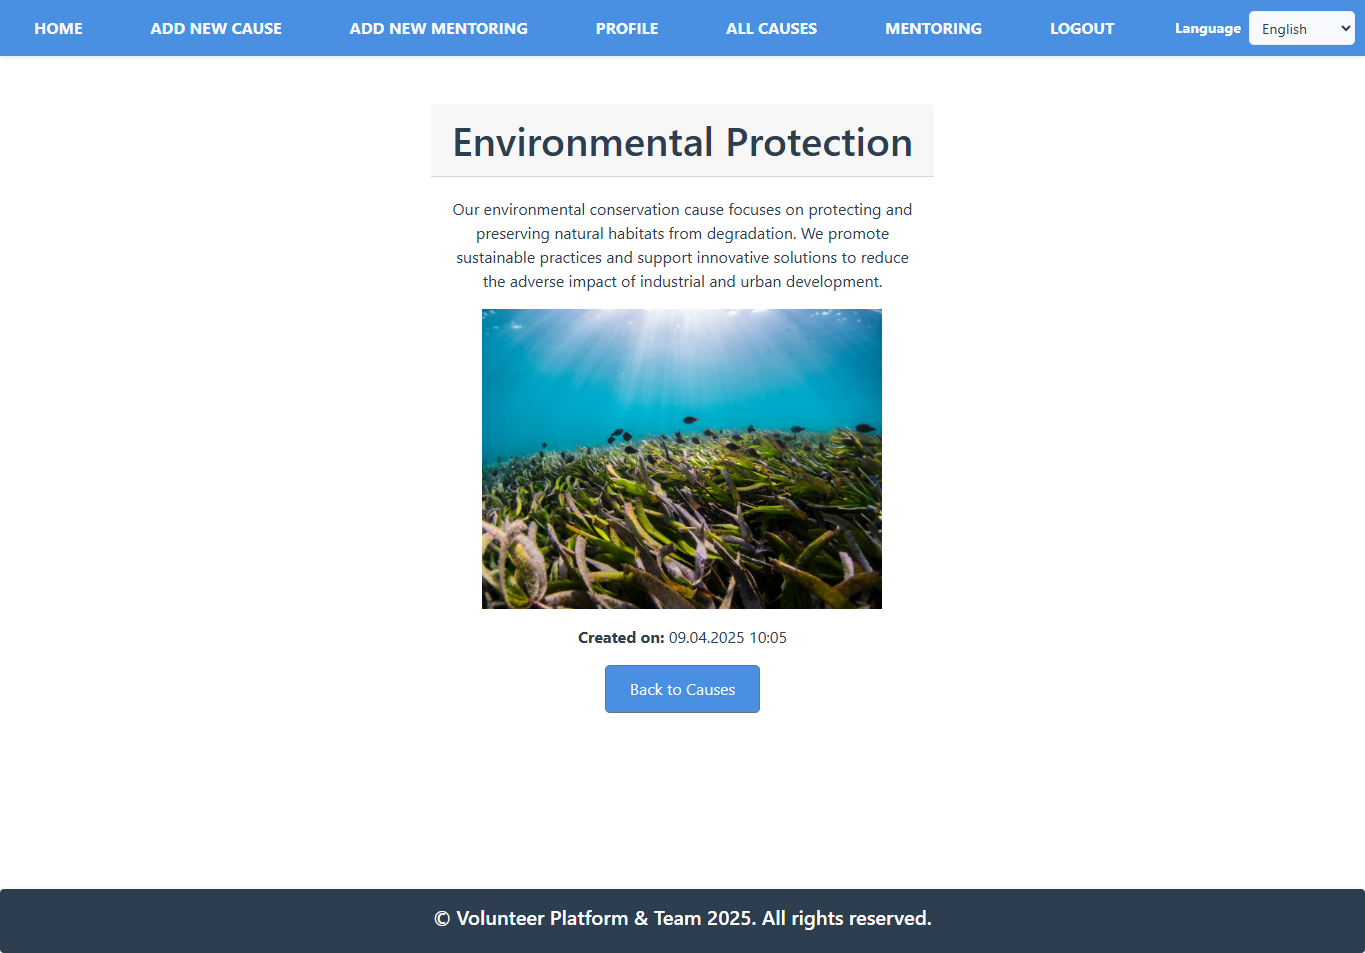 HOME ADD NEW CAUSE ADD NEW MENTORING PROFILE ALL CAUSES MENTORING LOGOUT Language English
Environmental Protection
Our environmental conservation cause focuses on protecting and
preserving natural habitats from degradation. We promote
sustainable practices and support innovative solutions to reduce
the adverse impact of industrial and urban development.
Created on: 09.04.2025 10:05
Back to Causes
© Volunteer Platform & Team 2025. All rights reserved.